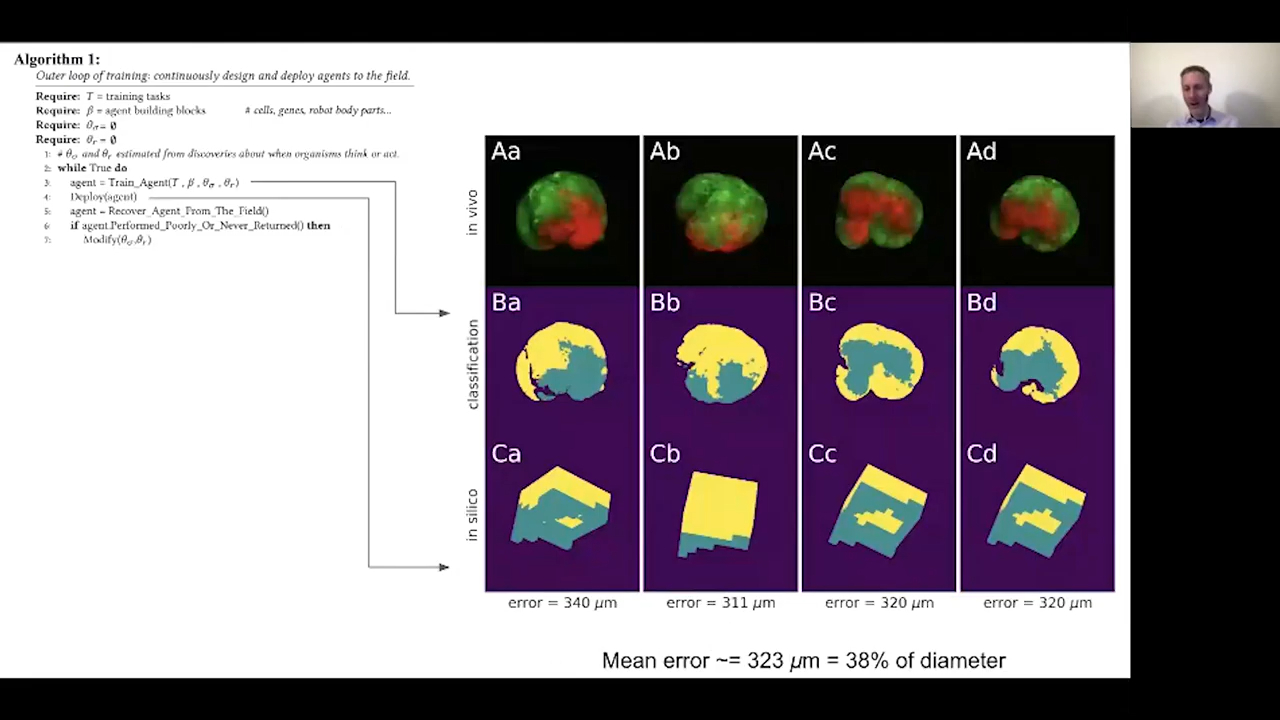 Algorithm 1:
Outer loop of training: continuously design and deploy agents to the field.
Require: T = training tasks
Require: β = agent building blocks # cells, genes, robot body parts...
Require: θσ = ∅
Require: θr = ∅
1: # θσ and θr estimated from discoveries about when organisms think or act.
2: while True do
3: agent = Train_Agent(T , β , θσ , θr)
4: Deploy(agent)
5: agent = Recover_Agent_From_The_Field()
6: if agent.Performed_Poorly_Or_Never_Returned() then
7: Modify(θσ,θr)
in vivo
Aa Ab Ac Ad
classification
Ba Bb Bc Bd
in silico
Ca Cb Cc Cd
error = 340 μm error = 311 μm error = 320 μm error = 320 μm
Mean error ~= 323 μm = 38% of diameter